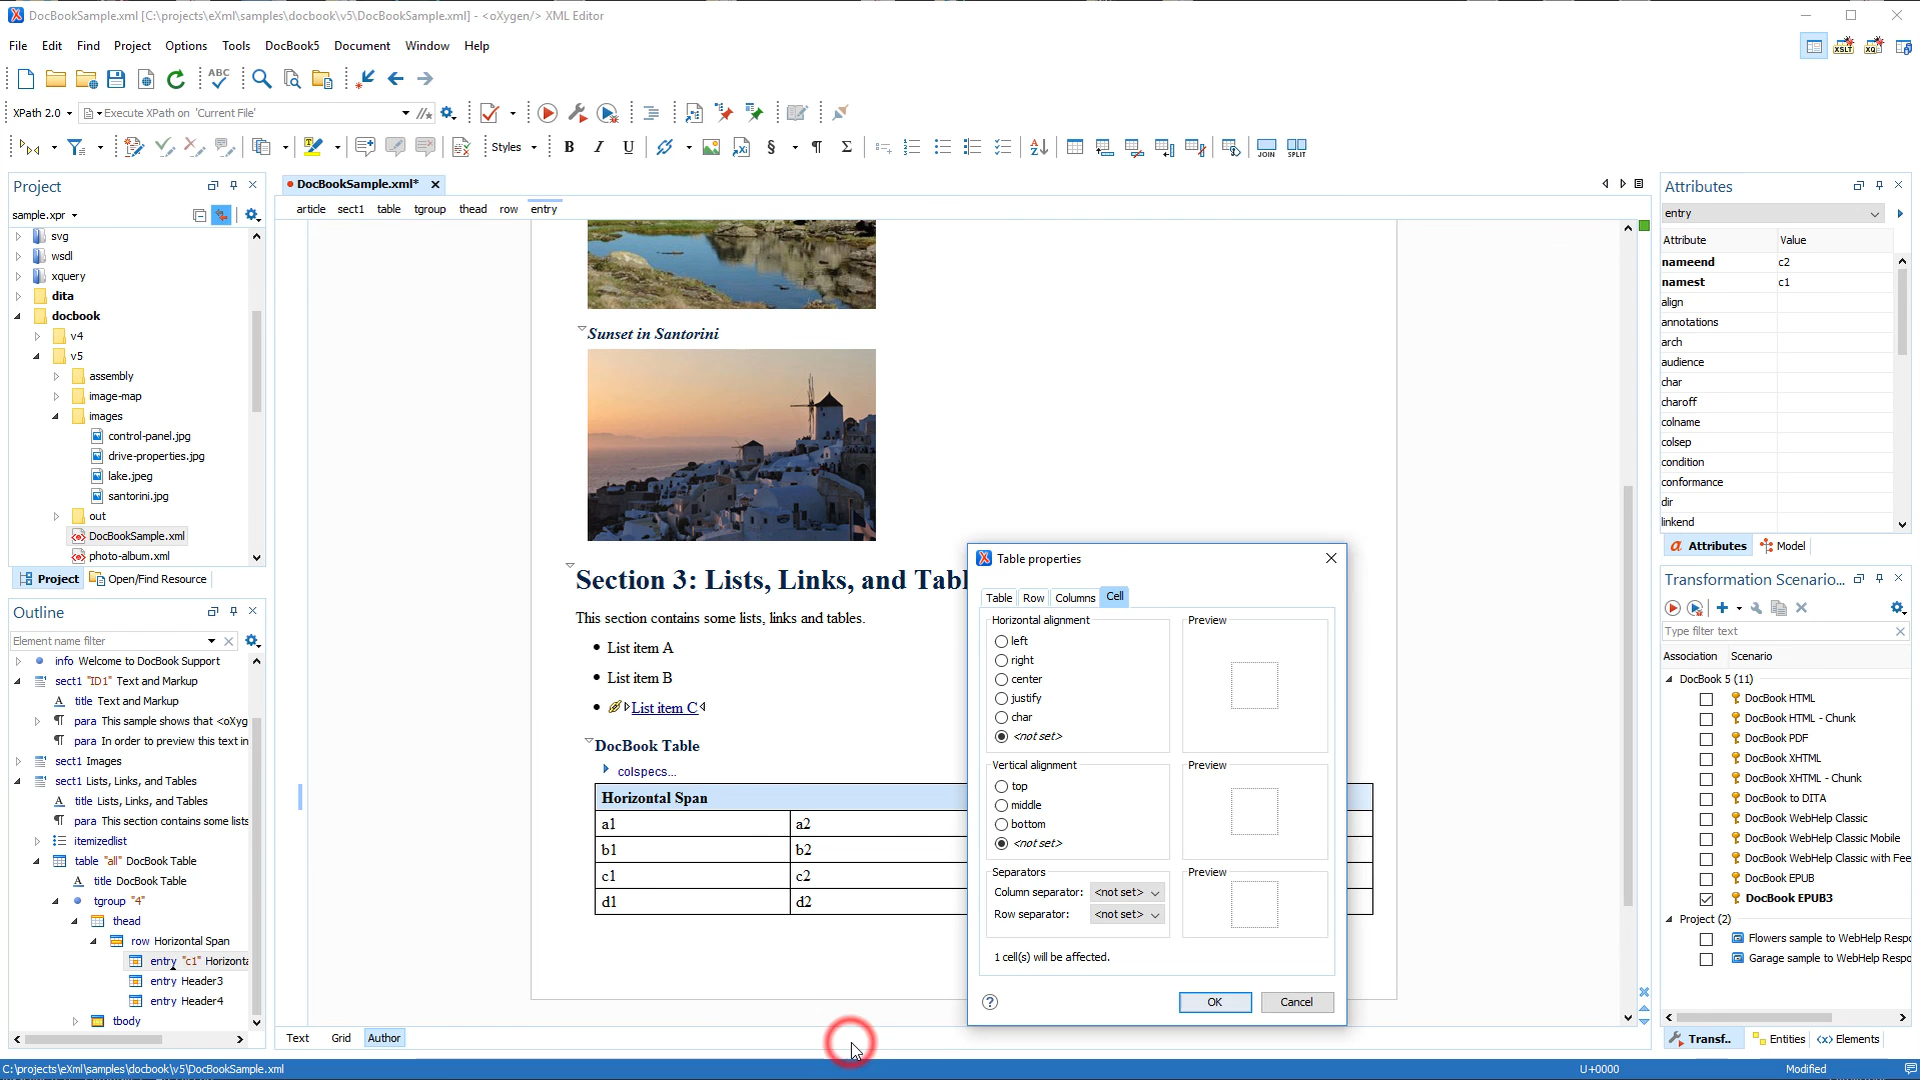 DocBookSample.xml [C:\projects\eXml\samples\docbook\v5\DocBookSample.xml] - <oXygen/> XML Editor
File Edit Find Project Options Tools DocBook5 Document Window Help
XSLT XQ
ABC
XPath 2.0 Execute XPath on 'Current File'
Styles B I U § ¶ Σ JOIN SPLIT
Project
sample.xpr
svg
wsdl
xquery
dita
docbook
v4
v5
assembly
image-map
images
control-panel.jpg
drive-properties.jpg
lake.jpeg
santorini.jpg
out
DocBookSample.xml
photo-album.xml
Project Open/Find Resource
Outline
Element name filter
info Welcome to DocBook Support
sect1 "ID1" Text and Markup
title Text and Markup
para This sample shows that <oXyg
para In order to preview this text in
sect1 Images
sect1 Lists, Links, and Tables
title Lists, Links, and Tables
para This section contains some lists
itemizedlist
table "all" DocBook Table
title DocBook Table
tgroup "4"
thead
row Horizontal Span
entry "c1" Horizonta
entry Header3
entry Header4
tbody
DocBookSample.xml*
article sect1 table tgroup thead row entry
Sunset in Santorini
Section 3: Lists, Links, and Tabl
This section contains some lists, links and tables.
• List item A
• List item B
• List item C
DocBook Table
colspecs...
Horizontal Span
a1 a2
b1 b2
c1 c2
d1 d2
Text Grid Author
Table properties
Table Row Columns Cell
Horizontal alignment Preview
left
right
center
justify
char
<not set>
Vertical alignment Preview
top
middle
bottom
<not set>
Separators Preview
Column separator: <not set>
Row separator: <not set>
1 cell(s) will be affected.
? OK Cancel
Attributes
entry
Attribute Value
nameend c2
namest c1
align
annotations
arch
audience
char
charoff
colname
colsep
condition
conformance
dir
linkend
Attributes Model
Transformation Scenario...
Type filter text
Association Scenario
DocBook 5 (11)
DocBook HTML
DocBook HTML - Chunk
DocBook PDF
DocBook XHTML
DocBook XHTML - Chunk
DocBook to DITA
DocBook WebHelp Classic
DocBook WebHelp Classic Mobile
DocBook WebHelp Classic with Fee
DocBook EPUB
DocBook EPUB3
Project (2)
Flowers sample to WebHelp Respo
Garage sample to WebHelp Respo
Transf.. Entities Elements
C:\projects\eXml\samples\docbook\v5\DocBookSample.xml U+0000 Modified